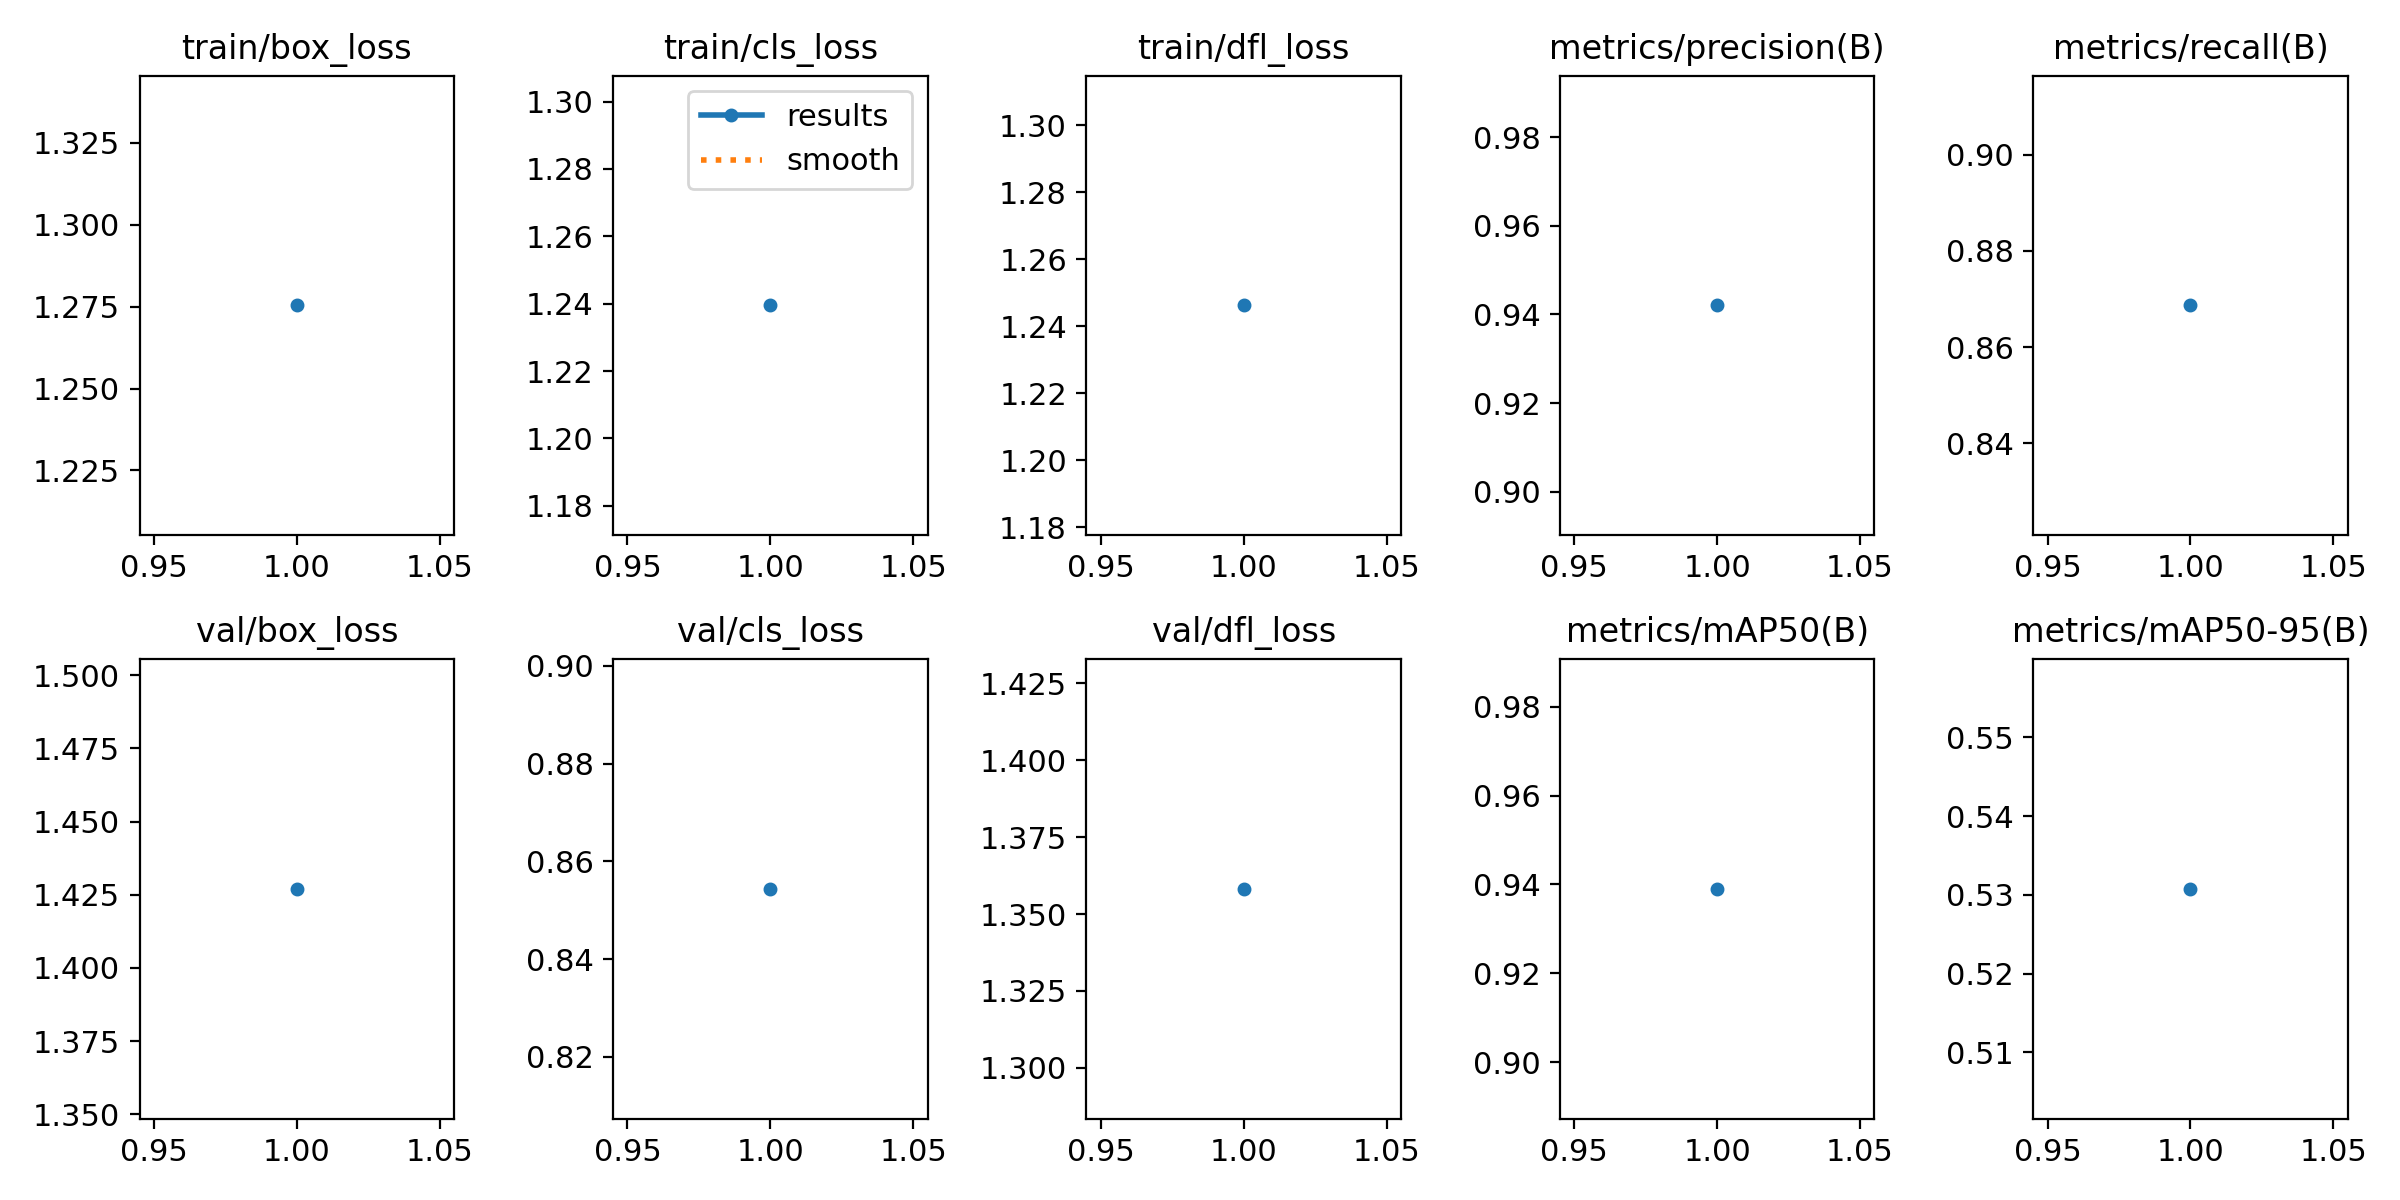 train/box_loss
1.325
1.300
1.275
1.250
1.225
0.95 1.00 1.05
train/cls_loss
results
smooth
1.30
1.28
1.26
1.24
1.22
1.20
1.18
0.95 1.00 1.05
train/dfl_loss
1.30
1.28
1.26
1.24
1.22
1.20
1.18
0.95 1.00 1.05
metrics/precision(B)
0.98
0.96
0.94
0.92
0.90
0.95 1.00 1.05
metrics/recall(B)
0.90
0.88
0.86
0.84
0.95 1.00 1.05
val/box_loss
1.500
1.475
1.450
1.425
1.400
1.375
1.350
0.95 1.00 1.05
val/cls_loss
0.90
0.88
0.86
0.84
0.82
0.95 1.00 1.05
val/dfl_loss
1.425
1.400
1.375
1.350
1.325
1.300
0.95 1.00 1.05
metrics/mAP50(B)
0.98
0.96
0.94
0.92
0.90
0.95 1.00 1.05
metrics/mAP50-95(B)
0.55
0.54
0.53
0.52
0.51
0.95 1.00 1.05